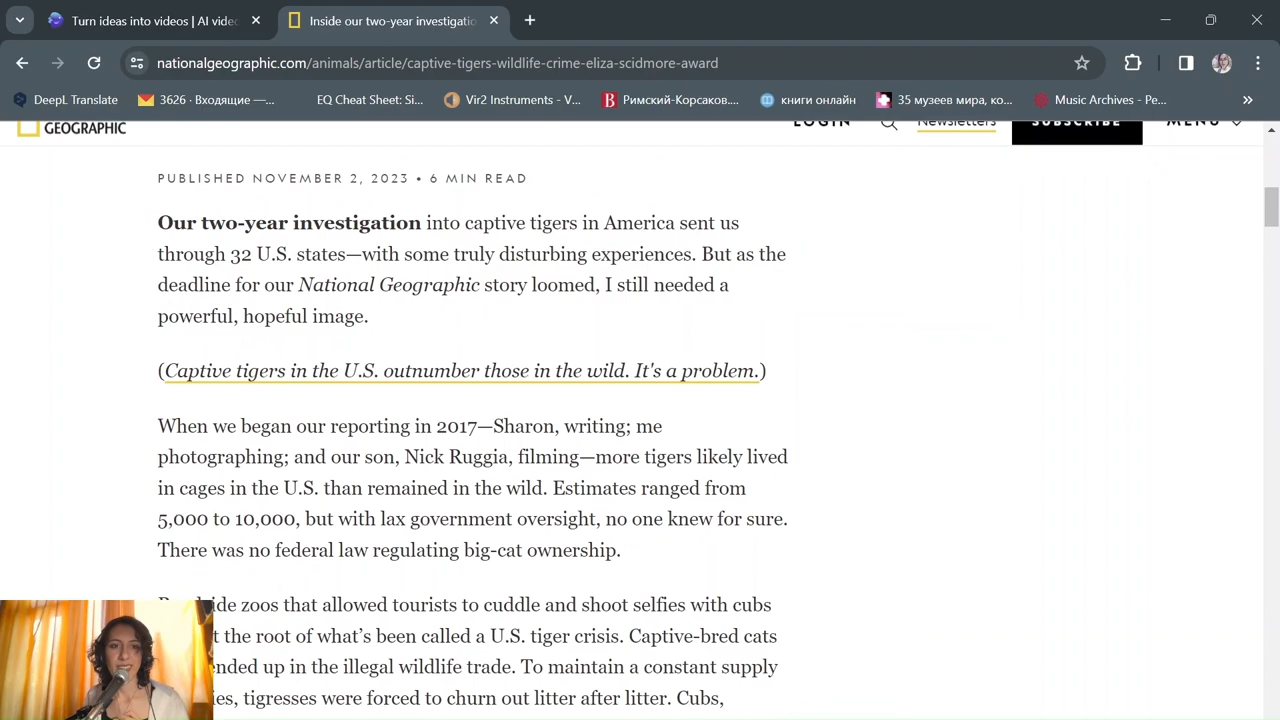 Turn ideas into videos | AI vide
Inside our two-year investigatio
nationalgeographic.com/animals/article/captive-tigers-wildlife-crime-eliza-scidmore-award
DeepL Translate
3626 · Входящие —...
EQ Cheat Sheet: Si...
Vir2 Instruments - V...
Римский-Корсаков....
книги онлайн
35 музеев мира, ко...
Music Archives - Pe...
GEOGRAPHIC
LOGIN
Newsletters
SUBSCRIBE
MENU
PUBLISHED NOVEMBER 2, 2023 • 6 MIN READ
Our two-year investigation into captive tigers in America sent us
through 32 U.S. states—with some truly disturbing experiences. But as the
deadline for our National Geographic story loomed, I still needed a
powerful, hopeful image.
(Captive tigers in the U.S. outnumber those in the wild. It's a problem.)
When we began our reporting in 2017—Sharon, writing; me
photographing; and our son, Nick Ruggia, filming—more tigers likely lived
in cages in the U.S. than remained in the wild. Estimates ranged from
5,000 to 10,000, but with lax government oversight, no one knew for sure.
There was no federal law regulating big-cat ownership.
ide zoos that allowed tourists to cuddle and shoot selfies with cubs
t the root of what’s been called a U.S. tiger crisis. Captive-bred cats
ended up in the illegal wildlife trade. To maintain a constant supply
ies, tigresses were forced to churn out litter after litter. Cubs,